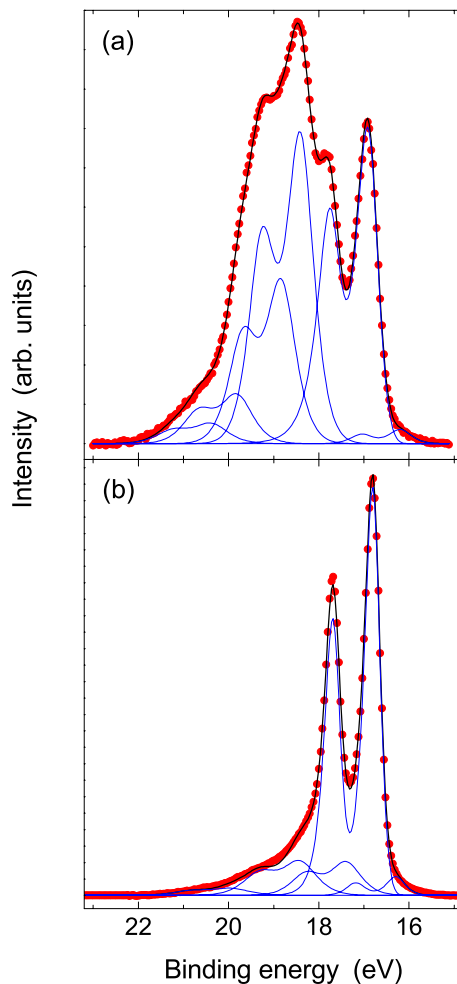 (a)
Intensity (arb. units)
(b)
22 20 18 16
Binding energy (eV)